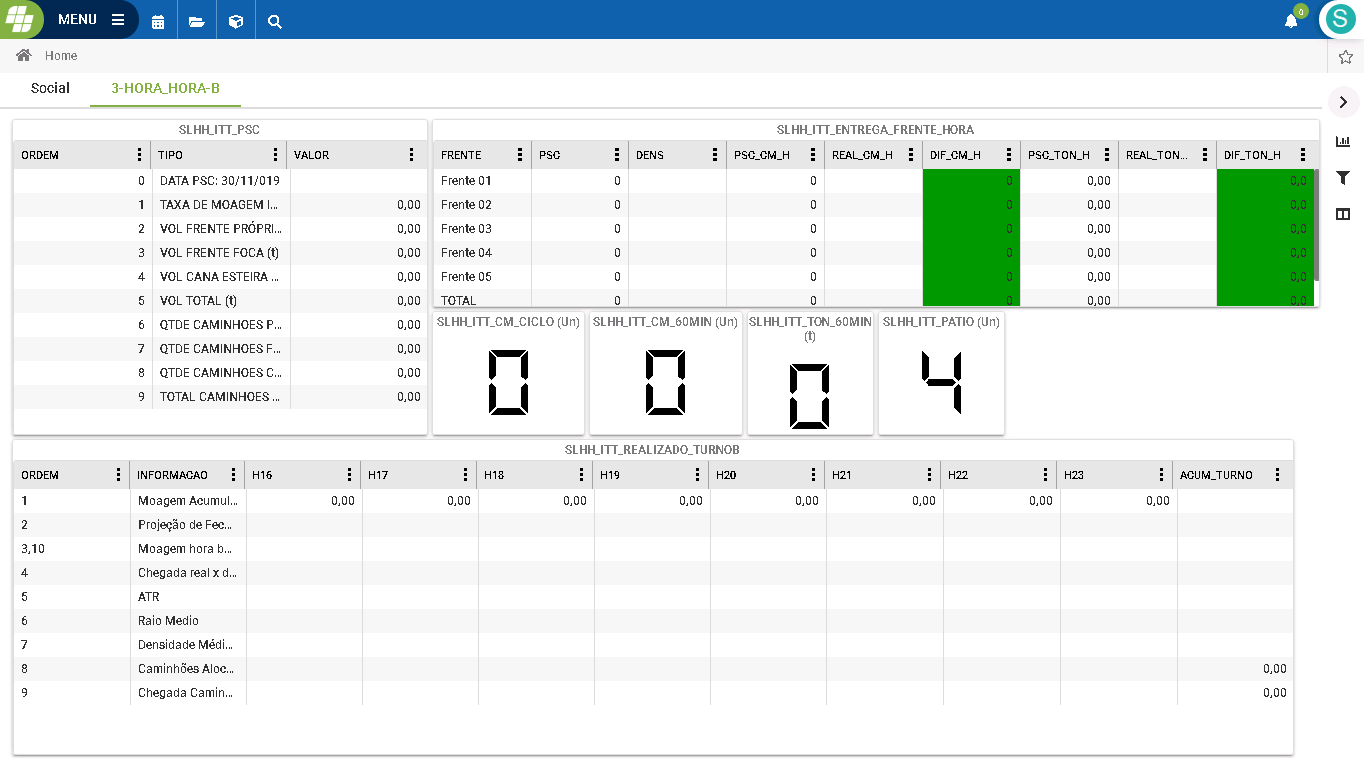 MENU
0
S
Home
Social
3-HORA_HORA-B
SLHH_ITT_PSC
ORDEM TIPO VALOR
0 DATA PSC: 30/11/019
1 TAXA DE MOAGEM I... 0,00
2 VOL FRENTE PRÓPRI... 0,00
3 VOL FRENTE FOCA (t) 0,00
4 VOL CANA ESTEIRA ... 0,00
5 VOL TOTAL (t) 0,00
6 QTDE CAMINHOES P... 0,00
7 QTDE CAMINHOES F... 0,00
8 QTDE CAMINHOES C... 0,00
9 TOTAL CAMINHOES ... 0,00
SLHH_ITT_ENTREGA_FRENTE_HORA
FRENTE PSC DENS PSC_CM_H REAL_CM_H DIF_CM_H PSC_TON_H REAL_TON... DIF_TON_H
Frente 01 0 0 0 0,00 0,0
Frente 02 0 0 0 0,00 0,0
Frente 03 0 0 0 0,00 0,0
Frente 04 0 0 0 0,00 0,0
Frente 05 0 0 0 0,00 0,0
TOTAL 0 0 0 0,00 0,0
SLHH_ITT_CM_CICLO (Un)
0
SLHH_ITT_CM_60MIN (Un)
0
SLHH_ITT_TON_60MIN
(t)
0
SLHH_ITT_PATIO (Un)
4
SLHH_ITT_REALIZADO_TURNOB
ORDEM INFORMACAO H16 H17 H18 H19 H20 H21 H22 H23 ACUM_TURNO
1 Moagem Acumul... 0,00 0,00 0,00 0,00 0,00 0,00 0,00 0,00
2 Projeção de Fec...
3,10 Moagem hora b...
4 Chegada real x d...
5 ATR
6 Raio Medio
7 Densidade Médi...
8 Caminhões Aloc... 0,00
9 Chegada Camin... 0,00